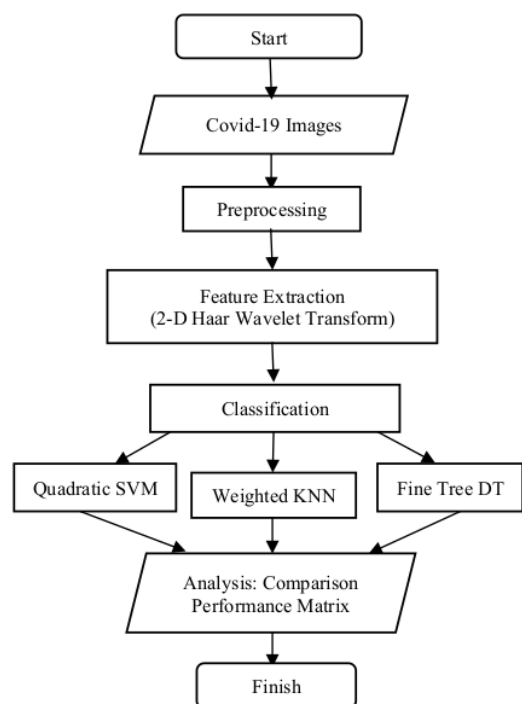 Start
Covid-19 Images
Preprocessing
Feature Extraction
(2-D Haar Wavelet Transform)
Classification
Quadratic SVM
Weighted KNN
Fine Tree DT
Analysis: Comparison
Performance Matrix
Finish